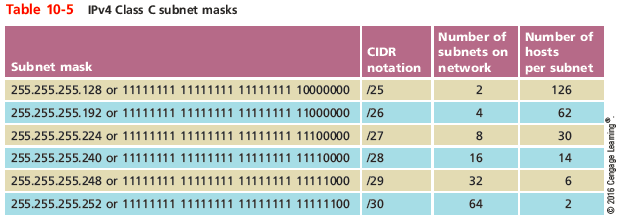 Table 10-5 IPv4 Class C subnet masks
Subnet mask CIDR notation Number of subnets on network Number of hosts per subnet
255.255.255.128 or 11111111 11111111 11111111 10000000 /25 2 126
255.255.255.192 or 11111111 11111111 11111111 11000000 /26 4 62
255.255.255.224 or 11111111 11111111 11111111 11100000 /27 8 30
255.255.255.240 or 11111111 11111111 11111111 11110000 /28 16 14
255.255.255.248 or 11111111 11111111 11111111 11111000 /29 32 6
255.255.255.252 or 11111111 11111111 11111111 11111100 /30 64 2
© 2016 Cengage Learning®.